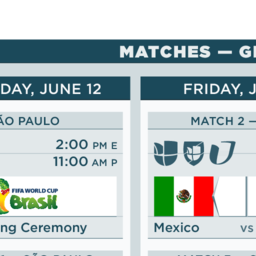 MATCHES — G
DAY, JUNE 12
FRIDAY, J
ÃO PAULO
2:00 PM E
11:00 AM P
FIFA WORLD CUP
Brasil
ng Ceremony
MATCH 2 —
Mexico vs